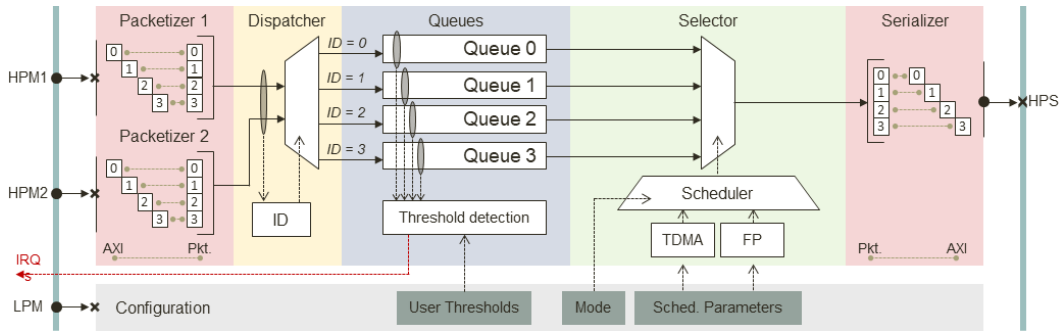 Packetizer 1
Dispatcher
Queues
Selector
Serializer
HPM1
0 0
1 1
2 2
3 3
ID = 0
Queue 0
ID = 1
Queue 1
ID = 2
Queue 2
ID = 3
Queue 3
0 0
1 1
2 2
3 3
HPS
Packetizer 2
HPM2
0 0
1 1
2 2
3 3
ID
Threshold detection
Scheduler
TDMA
FP
AXI Pkt.
Pkt. AXI
IRQ
s
LPM
Configuration
User Thresholds
Mode
Sched. Parameters